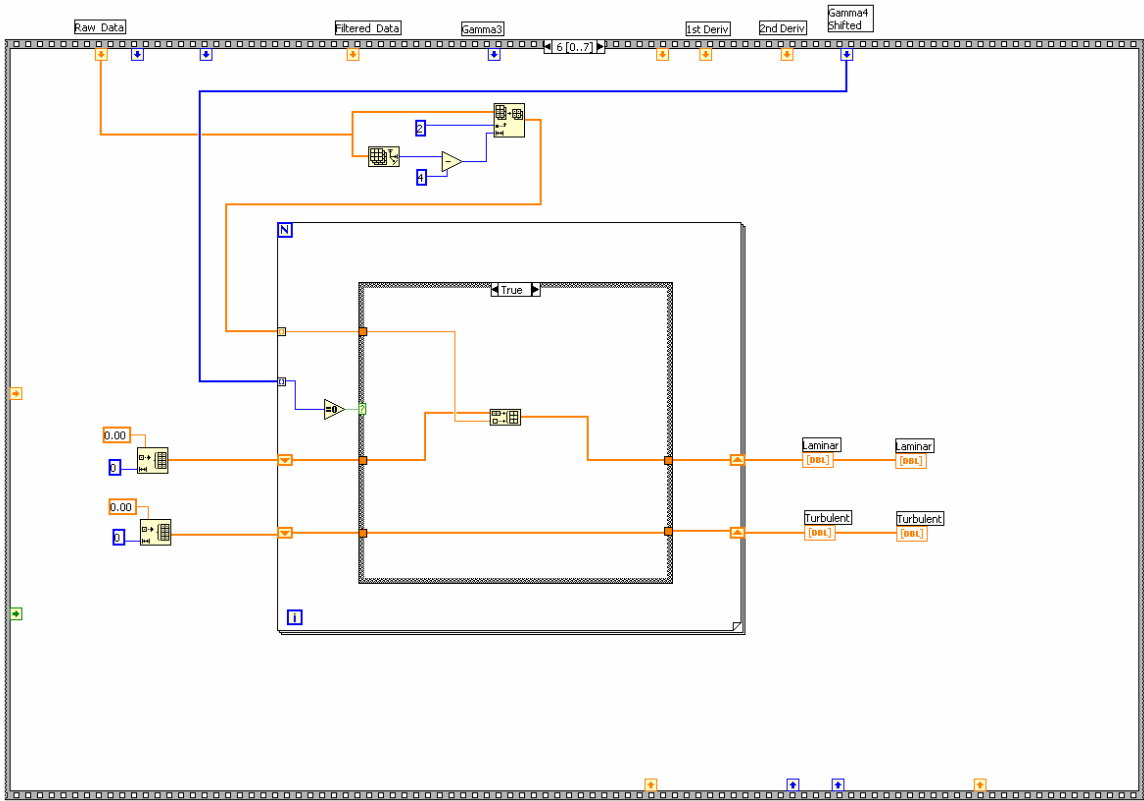 Gamma4
Raw Data Filtered Data Gamma3 1st Deriv 2nd Deriv Shifted
6 [0..7]
2
4
N
True
=0
?
0.00
0
Laminar Laminar
[DBL] [DBL]
0.00
0
Turbulent Turbulent
[DBL] [DBL]
i